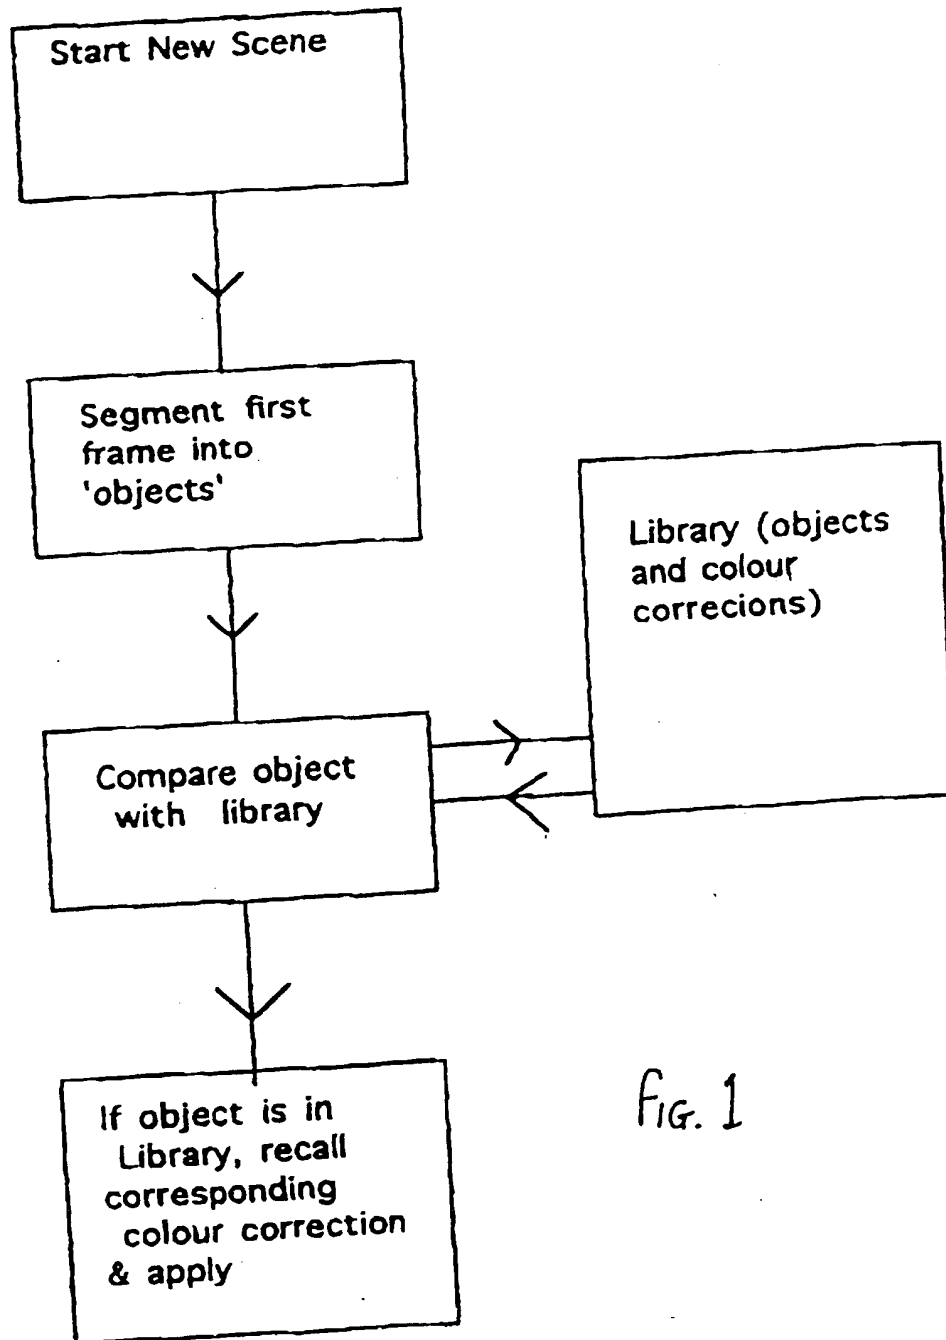 Start New Scene
Segment first
frame into
'objects'
Library (objects
and colour
correcions)
Compare object
with library
If object is in
Library, recall
corresponding
colour correction
& apply
FIG. 1